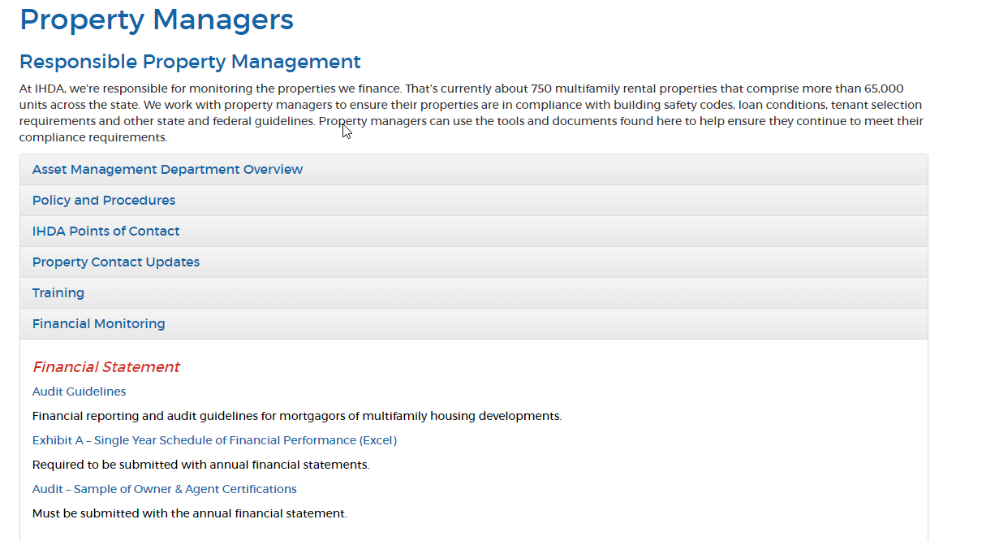 Property Managers
Responsible Property Management
At IHDA, we're responsible for monitoring the properties we finance. That's currently about 750 multifamily rental properties that comprise more than 65,000
units across the state. We work with property managers to ensure their properties are in compliance with building safety codes, loan conditions, tenant selection
requirements and other state and federal guidelines. Property managers can use the tools and documents found here to help ensure they continue to meet their
compliance requirements.
Asset Management Department Overview
Policy and Procedures
IHDA Points of Contact
Property Contact Updates
Training
Financial Monitoring
Financial Statement
Audit Guidelines
Financial reporting and audit guidelines for mortgagors of multifamily housing developments.
Exhibit A – Single Year Schedule of Financial Performance (Excel)
Required to be submitted with annual financial statements.
Audit – Sample of Owner & Agent Certifications
Must be submitted with the annual financial statement.